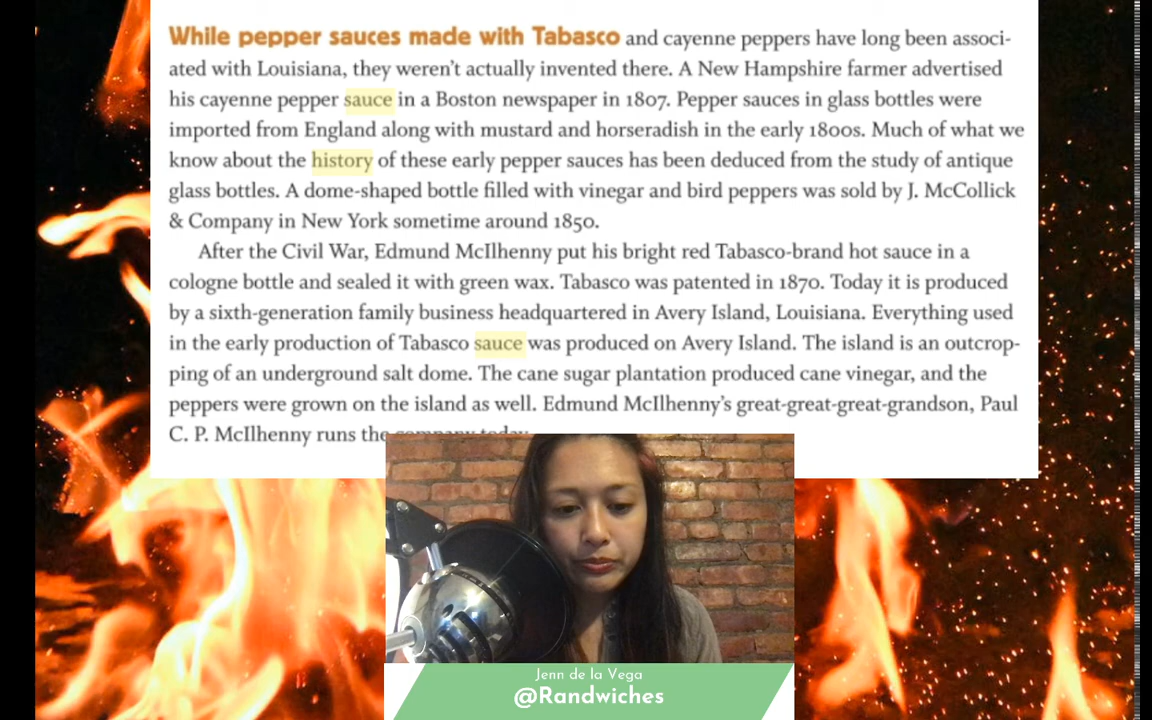 While pepper sauces made with Tabasco and cayenne peppers have long been associ-
ated with Louisiana, they weren't actually invented there. A New Hampshire farmer advertised
his cayenne pepper sauce in a Boston newspaper in 1807. Pepper sauces in glass bottles were
imported from England along with mustard and horseradish in the early 1800s. Much of what we
know about the history of these early pepper sauces has been deduced from the study of antique
glass bottles. A dome-shaped bottle filled with vinegar and bird peppers was sold by J. McCollick
& Company in New York sometime around 1850.
After the Civil War, Edmund McIlhenny put his bright red Tabasco-brand hot sauce in a
cologne bottle and sealed it with green wax. Tabasco was patented in 1870. Today it is produced
by a sixth-generation family business headquartered in Avery Island, Louisiana. Everything used
in the early production of Tabasco sauce was produced on Avery Island. The island is an outcrop-
ping of an underground salt dome. The cane sugar plantation produced cane vinegar, and the
peppers were grown on the island as well. Edmund McIlhenny's great-great-great-grandson, Paul
C. P. McIlhenny runs the
Jenn de la Vega
@Randwiches